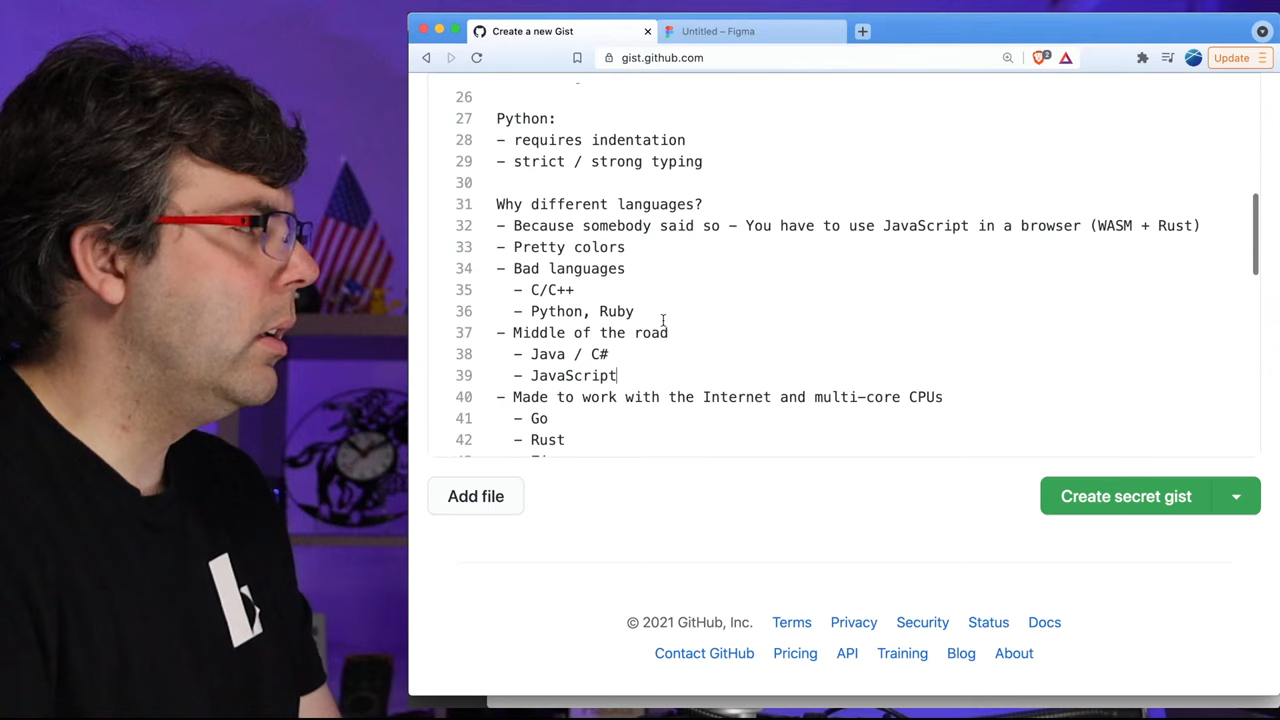 Create a new Gist
Untitled – Figma
gist.github.com
2
Update
26
27 Python:
28 - requires indentation
29 - strict / strong typing
30
31 Why different languages?
32 - Because somebody said so - You have to use JavaScript in a browser (WASM + Rust)
33 - Pretty colors
34 - Bad languages
35 - C/C++
36 - Python, Ruby
37 - Middle of the road
38 - Java / C#
39 - JavaScript
40 - Made to work with the Internet and multi-core CPUs
41 - Go
42 - Rust
Add file
Create secret gist
© 2021 GitHub, Inc. Terms Privacy Security Status Docs
Contact GitHub Pricing API Training Blog About